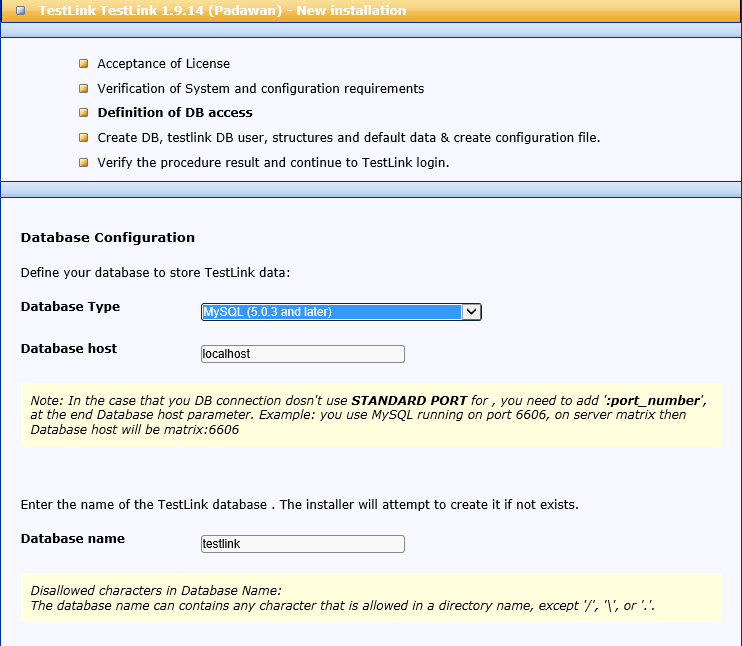 TestLink TestLink 1.9.14 (Padawan) - New installation
Acceptance of License
Verification of System and configuration requirements
Definition of DB access
Create DB, testlink DB user, structures and default data & create configuration file.
Verify the procedure result and continue to TestLink login.
Database Configuration
Define your database to store TestLink data:
Database Type
MySQL (5.0.3 and later)
Database host
localhost
Note: In the case that you DB connection dosn't use STANDARD PORT for , you need to add ':port_number',
at the end Database host parameter. Example: you use MySQL running on port 6606, on server matrix then
Database host will be matrix:6606
Enter the name of the TestLink database . The installer will attempt to create it if not exists.
Database name
testlink
Disallowed characters in Database Name:
The database name can contains any character that is allowed in a directory name, except '/', '\', or '.'.